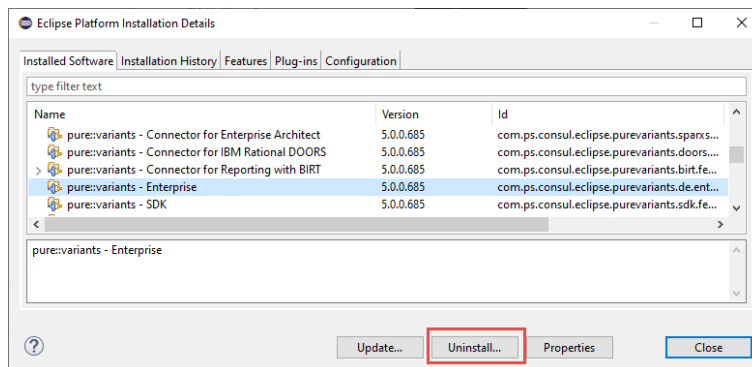 Eclipse Platform Installation Details
Installed Software Installation History Features Plug-ins Configuration
type filter text
Name Version Id
pure::variants - Connector for Enterprise Architect 5.0.0.685 com.ps.consul.eclipse.purevariants.sparxs...
pure::variants - Connector for IBM Rational DOORS 5.0.0.685 com.ps.consul.eclipse.purevariants.doors....
pure::variants - Connector for Reporting with BIRT 5.0.0.685 com.ps.consul.eclipse.purevariants.birt.fe...
pure::variants - Enterprise 5.0.0.685 com.ps.consul.eclipse.purevariants.de.ent...
pure::variants - SDK 5.0.0.685 com.ps.consul.eclipse.purevariants.sdk.fe...
pure::variants - Enterprise
? Update... Uninstall... Properties Close